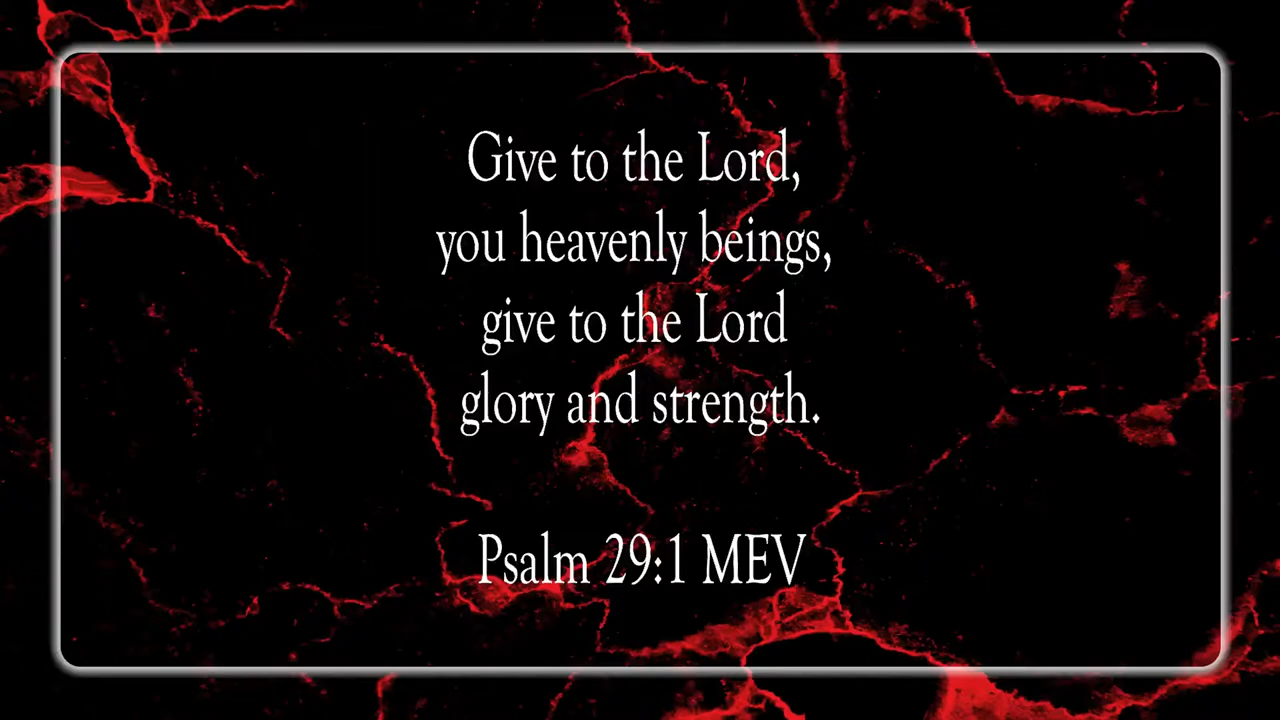 Give to the Lord,
you heavenly beings,
give to the Lord
glory and strength.
Psalm 29:1 MEV